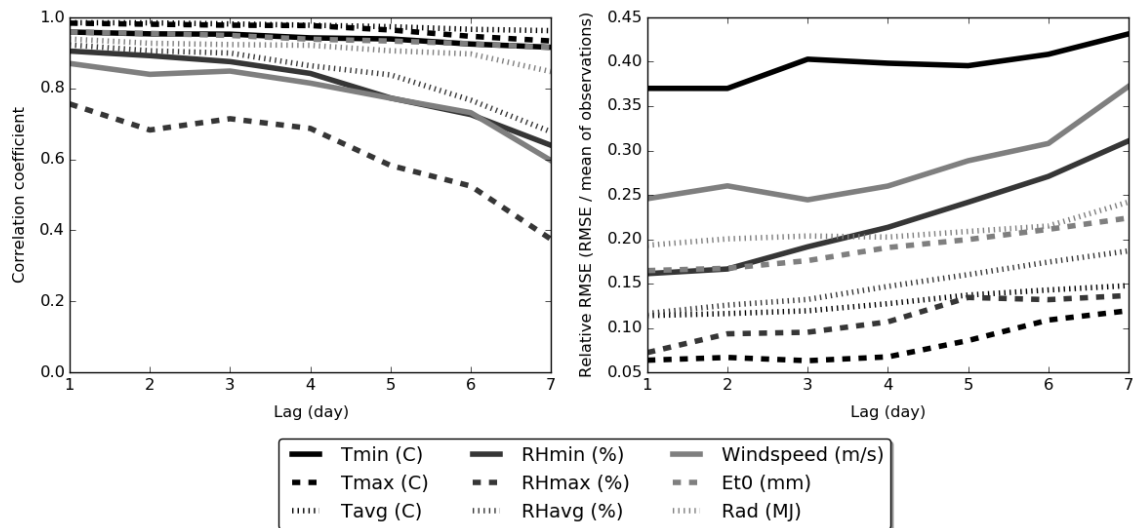 1.0
0.8
0.6
0.4
0.2
0.0
Correlation coefficient
1 2 3 4 5 6 7
Lag (day)
0.45
0.40
0.35
0.30
0.25
0.20
0.15
0.10
0.05
Relative RMSE (RMSE / mean of observations)
1 2 3 4 5 6 7
Lag (day)
Tmin (C) RHmin (%) Windspeed (m/s)
Tmax (C) RHmax (%) Et0 (mm)
Tavg (C) RHavg (%) Rad (MJ)